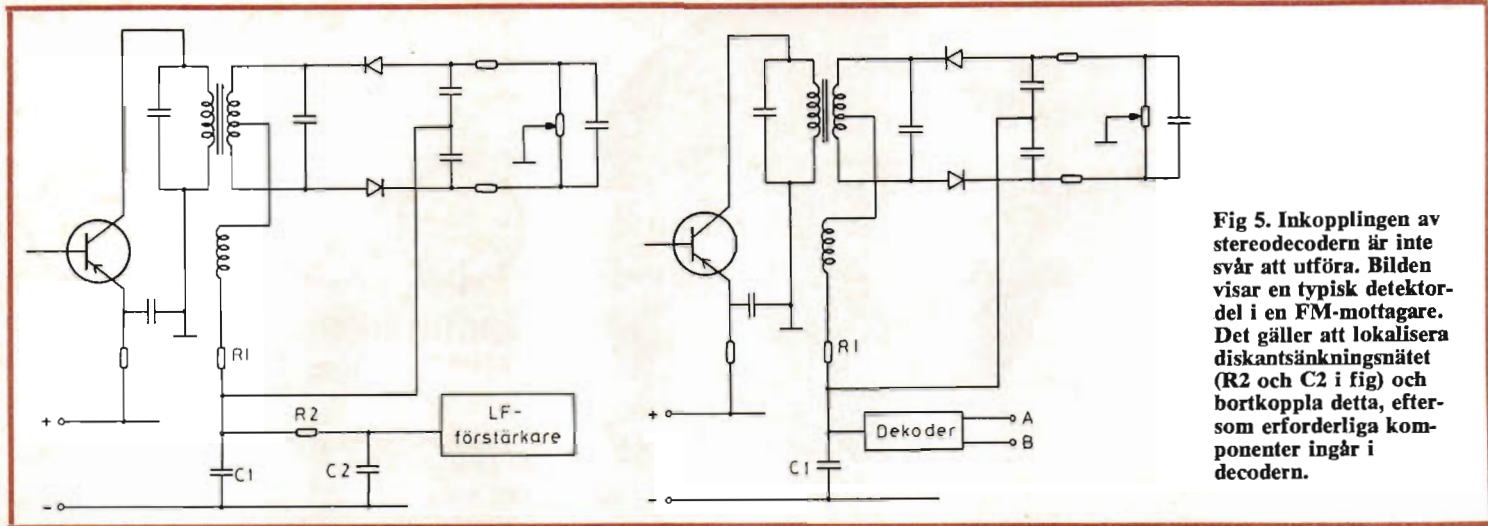 R1
R2
LF-
förstärkare
C1
C2
+
-
R1
Dekoder
A
B
C1
+
-
Fig 5. Inkopplingen av
stereodecodern är inte
svår att utföra. Bilden
visar en typisk detektor-
del i en FM-mottagare.
Det gäller att lokalisera
diskantsänkningsnätet
(R2 och C2 i fig) och
bortkoppla detta, efter-
som erforderliga kom-
ponenter ingår i
decodern.